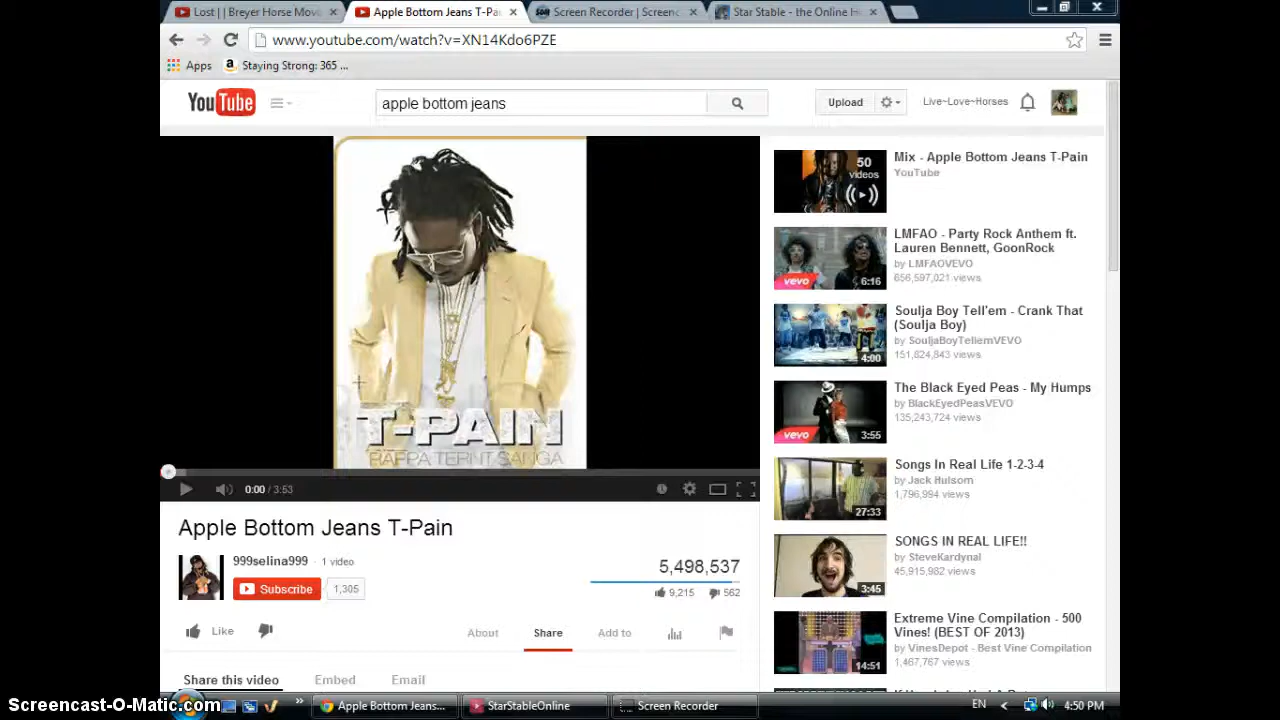 Lost | | Breyer Horse Mov
Apple Bottom Jeans T-Pa
Screen Recorder | Screenc
Star Stable - the Online H
www.youtube.com/watch?v=XN14Kdo6PZE
Apps
Staying Strong: 365 ...
YouTube
apple bottom jeans
Upload
Live~Love~Horses
T-PAIN
RAPPA TERNT SANGA
0:00 / 3:53
Apple Bottom Jeans T-Pain
999selina999 · 1 video
Subscribe
1,305
5,498,537
9,215
562
Like
About
Share
Add to
Share this video
Embed
Email
50
videos
Mix - Apple Bottom Jeans T-Pain
YouTube
vevo
6:16
LMFAO - Party Rock Anthem ft.
Lauren Bennett, GoonRock
by LMFAOVEVO
656,597,021 views
4:00
Soulja Boy Tell'em - Crank That
(Soulja Boy)
by SouljaBoyTellemVEVO
151,824,843 views
vevo
3:55
The Black Eyed Peas - My Humps
by BlackEyedPeasVEVO
135,243,724 views
27:33
Songs In Real Life 1-2-3-4
by Jack Hulsom
1,796,994 views
3:45
SONGS IN REAL LIFE!!
by SteveKardynal
45,915,982 views
14:51
Extreme Vine Compilation - 500
Vines! (BEST OF 2013)
by VinesDepot - Best Vine Compilation
1,467,767 views
Screencast-O-Matic.com
Apple Bottom Jeans...
StarStableOnline
Screen Recorder
EN
4:50 PM